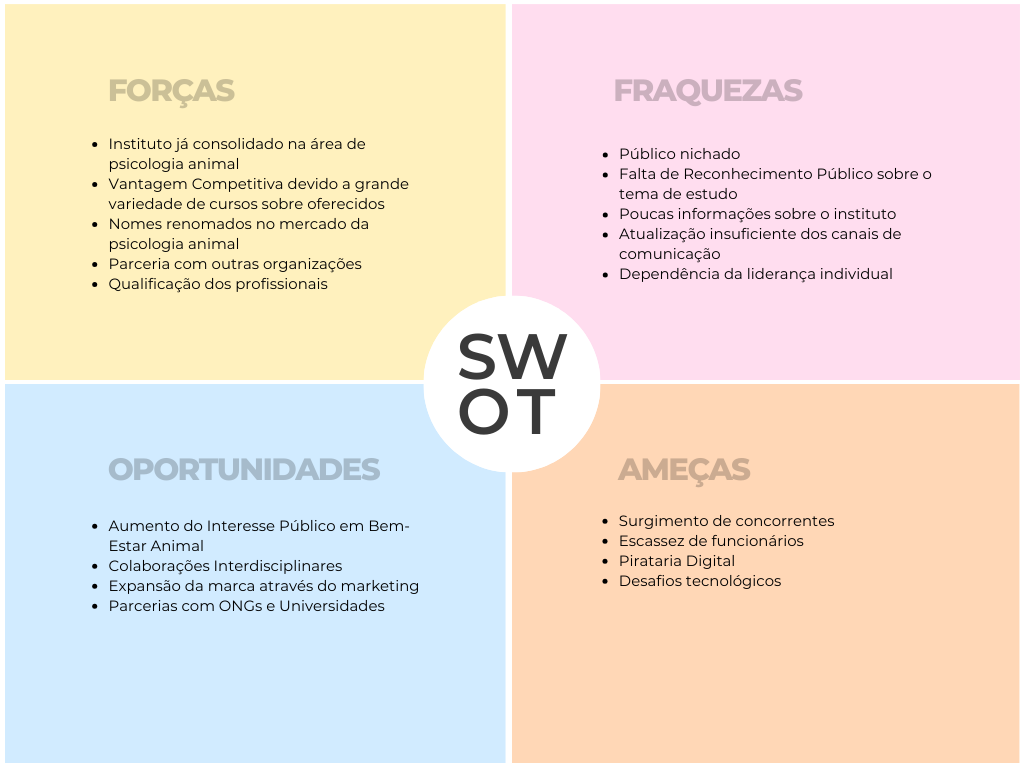 FORÇAS
• Instituto já consolidado na área de
psicologia animal
• Vantagem Competitiva devido a grande
variedade de cursos sobre oferecidos
• Nomes renomados no mercado da
psicologia animal
• Parceria com outras organizações
• Qualificação dos profissionais
FRAQUEZAS
• Público nichado
• Falta de Reconhecimento Público sobre o
tema de estudo
• Poucas informações sobre o instituto
• Atualização insuficiente dos canais de
comunicação
• Dependência da liderança individual
SW
OT
OPORTUNIDADES
• Aumento do Interesse Público em Bem-
Estar Animal
• Colaborações Interdisciplinares
• Expansão da marca através do marketing
• Parcerias com ONGs e Universidades
AMEÇAS
• Surgimento de concorrentes
• Escassez de funcionários
• Pirataria Digital
• Desafios tecnológicos